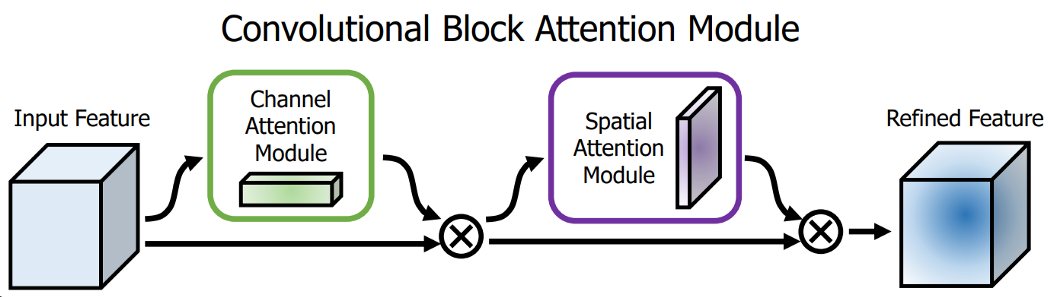 Convolutional Block Attention Module
Input Feature
Channel
Attention
Module
Spatial
Attention
Module
Refined Feature